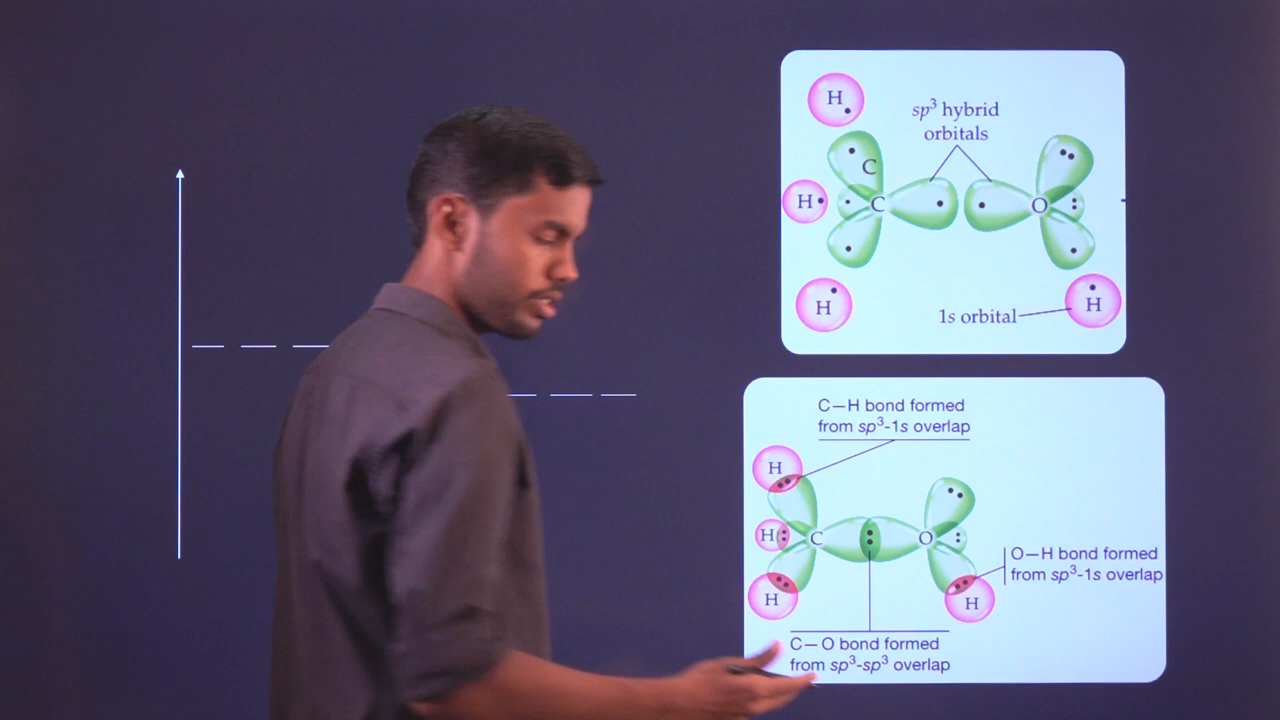 H
sp³ hybrid
orbitals
C
H
C
O
H
1s orbital
H
C—H bond formed
from sp³-1s overlap
H
H
C
O
O—H bond formed
from sp³-1s overlap
H
H
C—O bond formed
from sp³-sp³ overlap